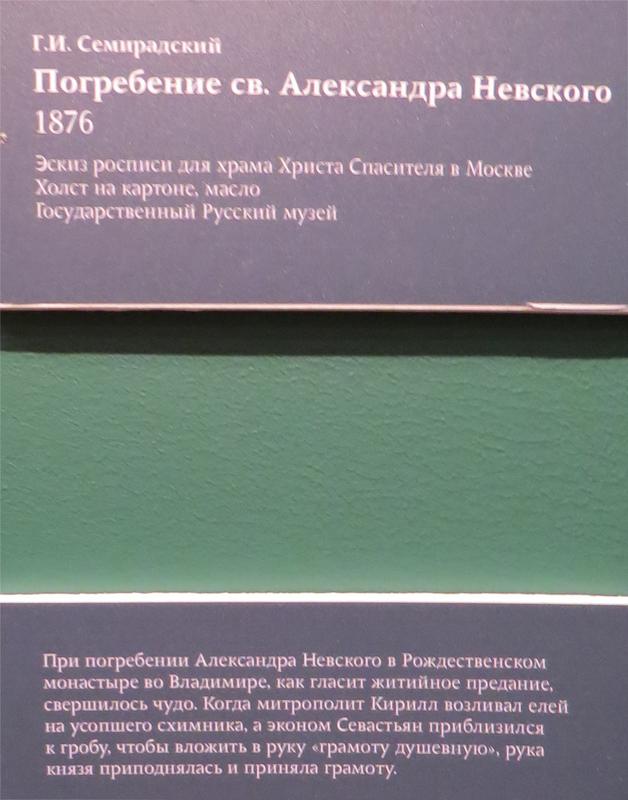 Г.И. Семирадский
Погребение св. Александра Невского
1876
Эскиз росписи для храма Христа Спасителя в Москве
Холст на картоне, масло
Государственный Русский музей
При погребении Александра Невского в Рождественском
монастыре во Владимире, как гласит житийное предание,
свершилось чудо. Когда митрополит Кирилл возливал елей
на усопшего схимника, а эконом Севастьян приблизился
к гробу, чтобы вложить в руку «грамоту душевную», рука
князя приподнялась и приняла грамоту.